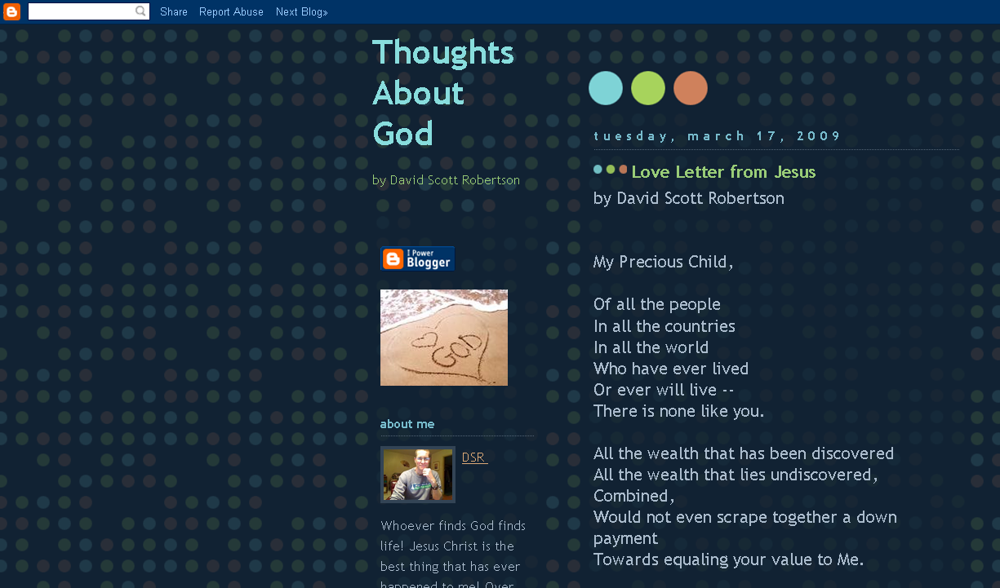 Share Report Abuse Next Blog»
Thoughts
About
God
by David Scott Robertson
I Power
Blogger
GOD
about me
DSR
Whoever finds God finds
life! Jesus Christ is the
best thing that has ever
happened to me! Over
tuesday, march 17, 2009
Love Letter from Jesus
by David Scott Robertson
My Precious Child,
Of all the people
In all the countries
In all the world
Who have ever lived
Or ever will live --
There is none like you.
All the wealth that has been discovered
All the wealth that lies undiscovered,
Combined,
Would not even scrape together a down
payment
Towards equaling your value to Me.